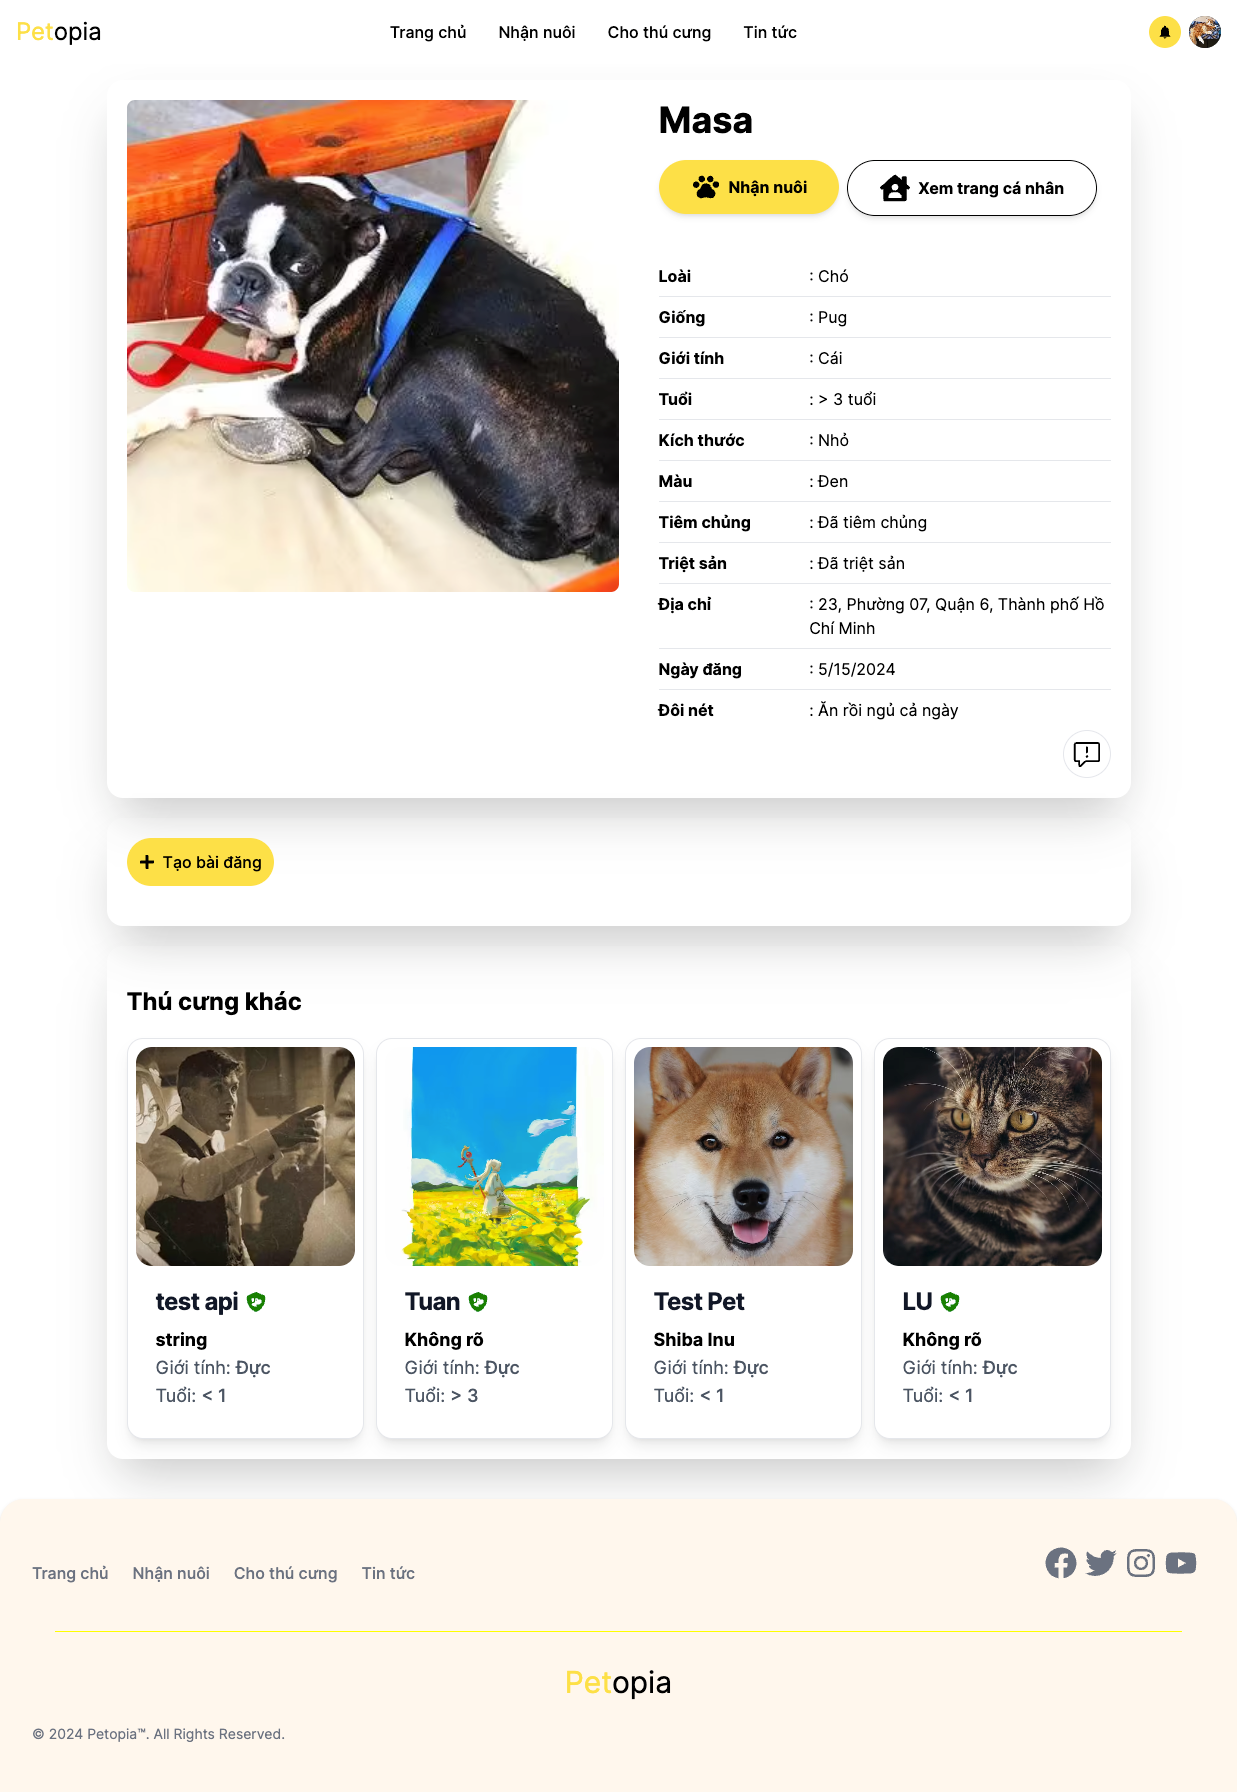 Petopia
Trang chủ
Nhận nuôi
Cho thú cưng
Tin tức
Masa
Nhận nuôi
Xem trang cá nhân
Loài : Chó
Giống : Pug
Giới tính : Cái
Tuổi : > 3 tuổi
Kích thước : Nhỏ
Màu : Đen
Tiêm chủng : Đã tiêm chủng
Triệt sản : Đã triệt sản
Địa chỉ : 23, Phường 07, Quận 6, Thành phố Hồ
Chí Minh
Ngày đăng : 5/15/2024
Đôi nét : Ăn rồi ngủ cả ngày
Tạo bài đăng
Thú cưng khác
test api
string
Giới tính: Đực
Tuổi: < 1
Tuan
Không rõ
Giới tính: Đực
Tuổi: > 3
Test Pet
Shiba Inu
Giới tính: Đực
Tuổi: < 1
LU
Không rõ
Giới tính: Đực
Tuổi: < 1
Trang chủ
Nhận nuôi
Cho thú cưng
Tin tức
Petopia
© 2024 Petopia™. All Rights Reserved.